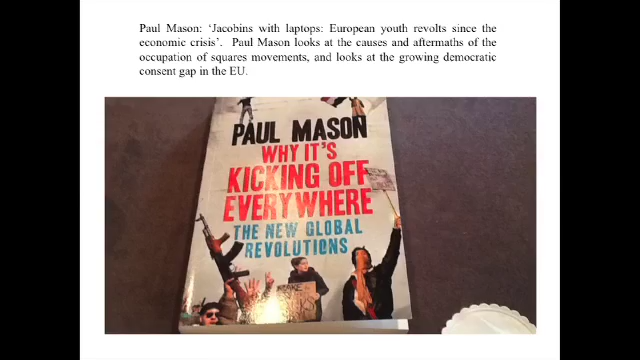 Paul Mason: ‘Jacobins with laptops: European youth revolts since the
economic crisis’. Paul Mason looks at the causes and aftermaths of the
occupation of squares movements, and looks at the growing democratic
consent gap in the EU.
PAUL MASON
WHY IT'S
KICKING OFF
EVERYWHERE
THE NEW GLOBAL
REVOLUTIONS